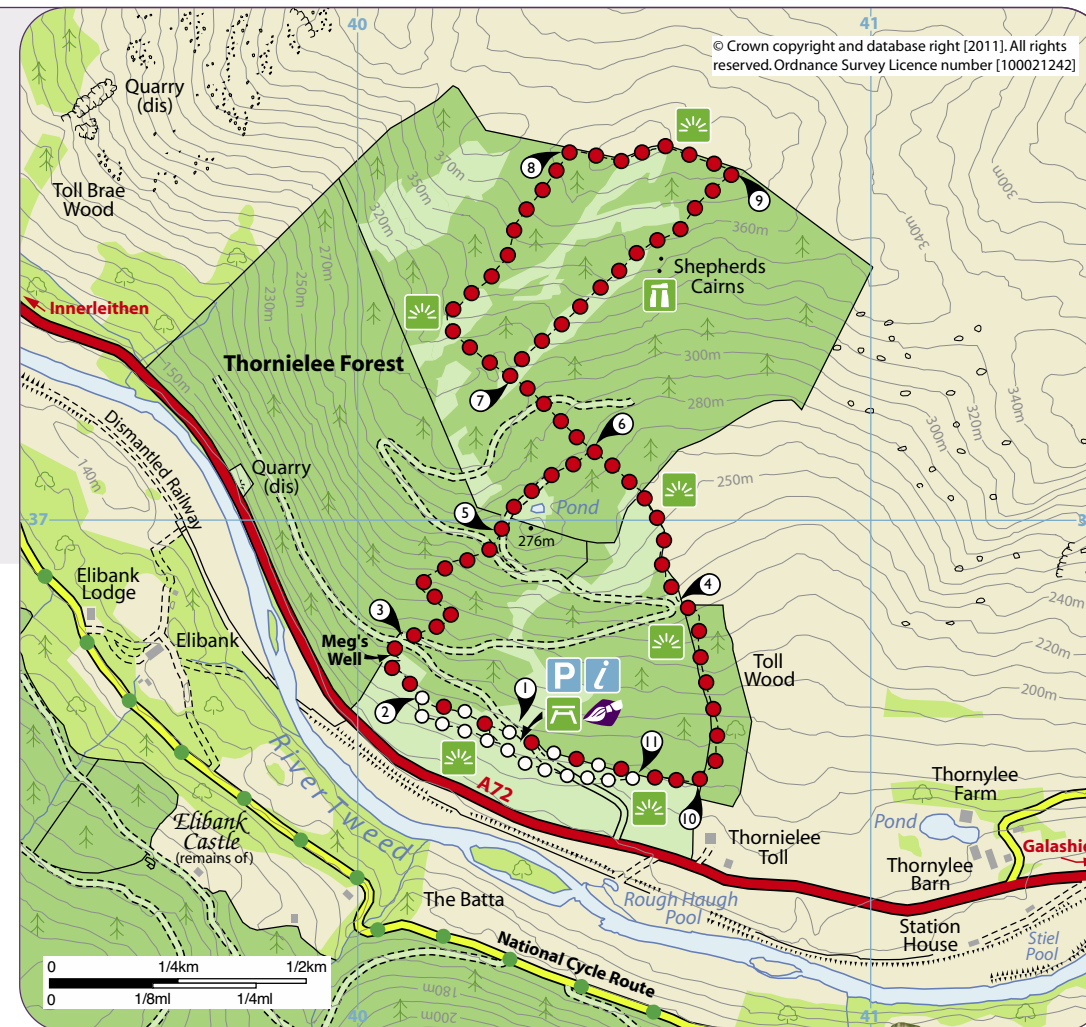 40
41
© Crown copyright and database right [2011]. All rights
reserved. Ordnance Survey Licence number [100021242]
Quarry
(dis)
Toll Brae
Wood
370m
350m
320m
270m
250m
230m
8
9
300m
340m
360m
Shepherds
Cairns
Innerleithen
150m
Thornielee Forest
300m
280m
7
6
340m
320m
300m
Dismantled Railway
140m
Quarry
(dis)
250m
Pond
5
276m
37
3
Elibank
Lodge
Elibank
4
240m
220m
200m
3
Meg's
Well
Toll
Wood
P
i
1
2
11
A72
10
River Tweed
Elibank
Castle
(remains of)
Thornielee
Toll
Thornylee
Farm
Pond
Galashie
Thornylee
Barn
The Batta
Rough Haugh
Pool
Station
House
Stiel
Pool
National Cycle Route
180m
200m
0
1/4km
1/2km
0
1/8ml
1/4ml
40
41